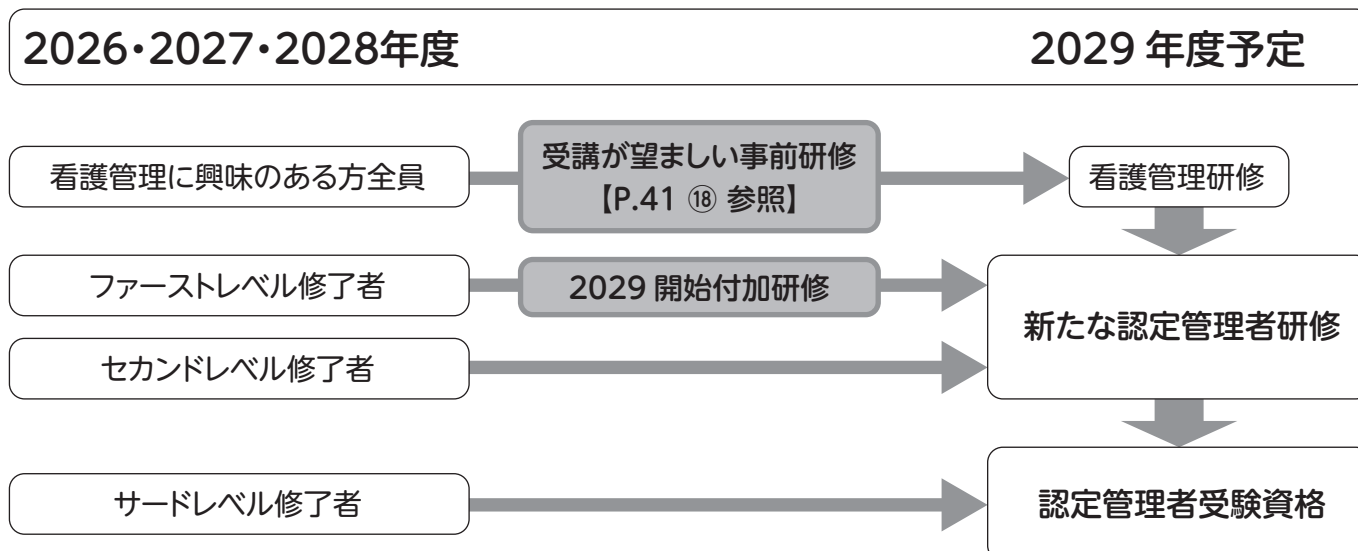 2026・2027・2028年度
2029 年度予定
看護管理に興味のある方全員
受講が望ましい事前研修
【P.41 ⑱ 参照】
看護管理研修
ファーストレベル修了者
2029 開始付加研修
新たな認定管理者研修
セカンドレベル修了者
サードレベル修了者
認定管理者受験資格